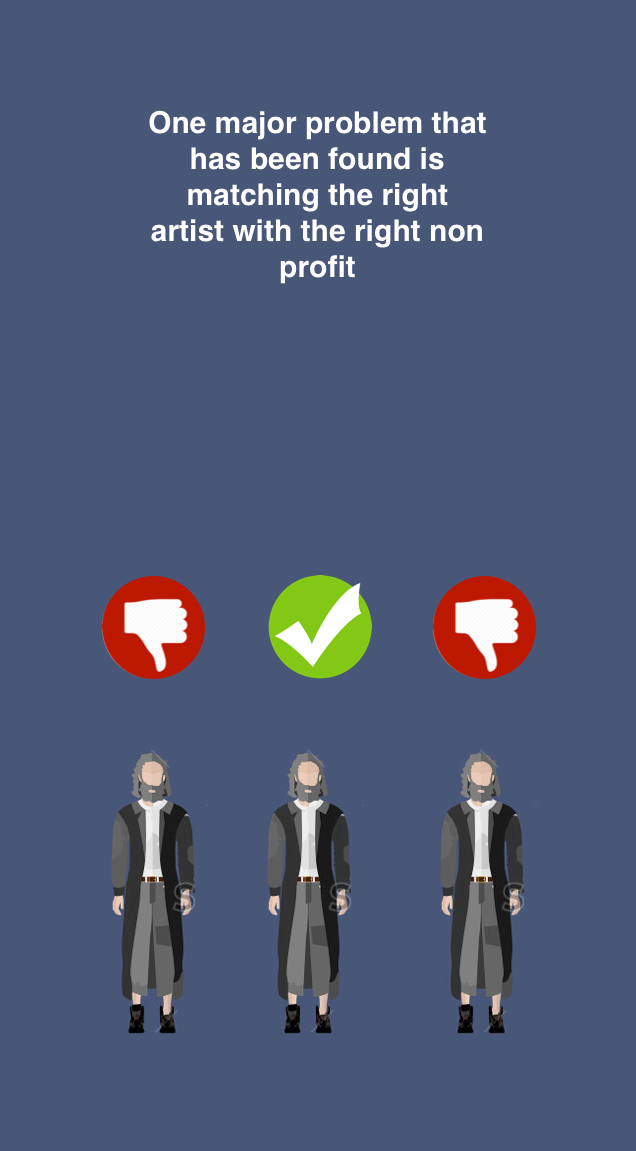 One major problem that
has been found is
matching the right
artist with the right non
profit